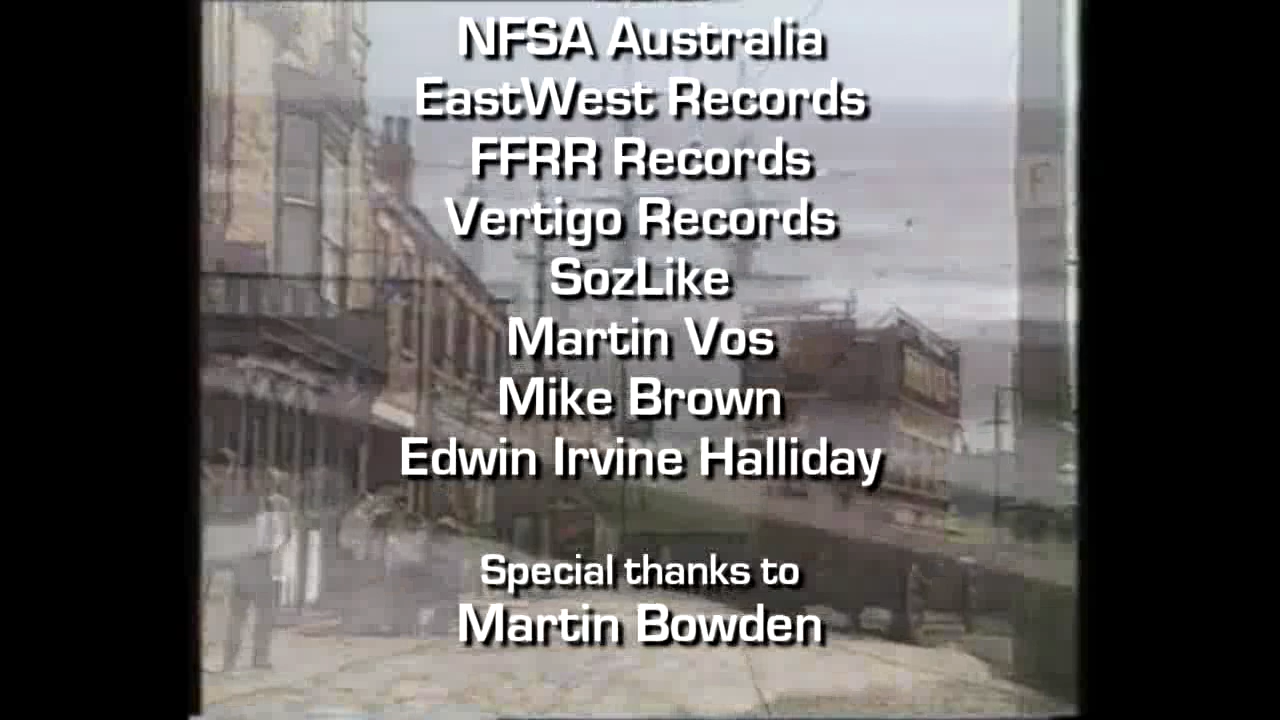 NFSA Australia
EastWest Records
FFRR Records
Vertigo Records
SozLike
Martin Vos
Mike Brown
Edwin Irvine Halliday
Special thanks to
Martin Bowden